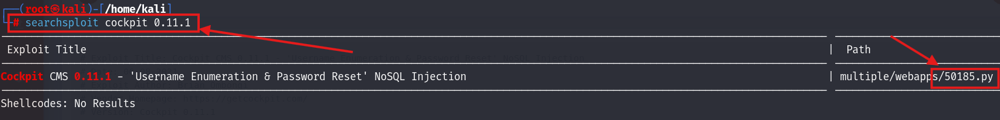 ┌──(root㉿kali)-[/home/kali]
└─# searchsploit cockpit 0.11.1
Exploit Title | Path
Cockpit CMS 0.11.1 - 'Username Enumeration & Password Reset' NoSQL Injection | multiple/webapps/50185.py
Shellcodes: No Results